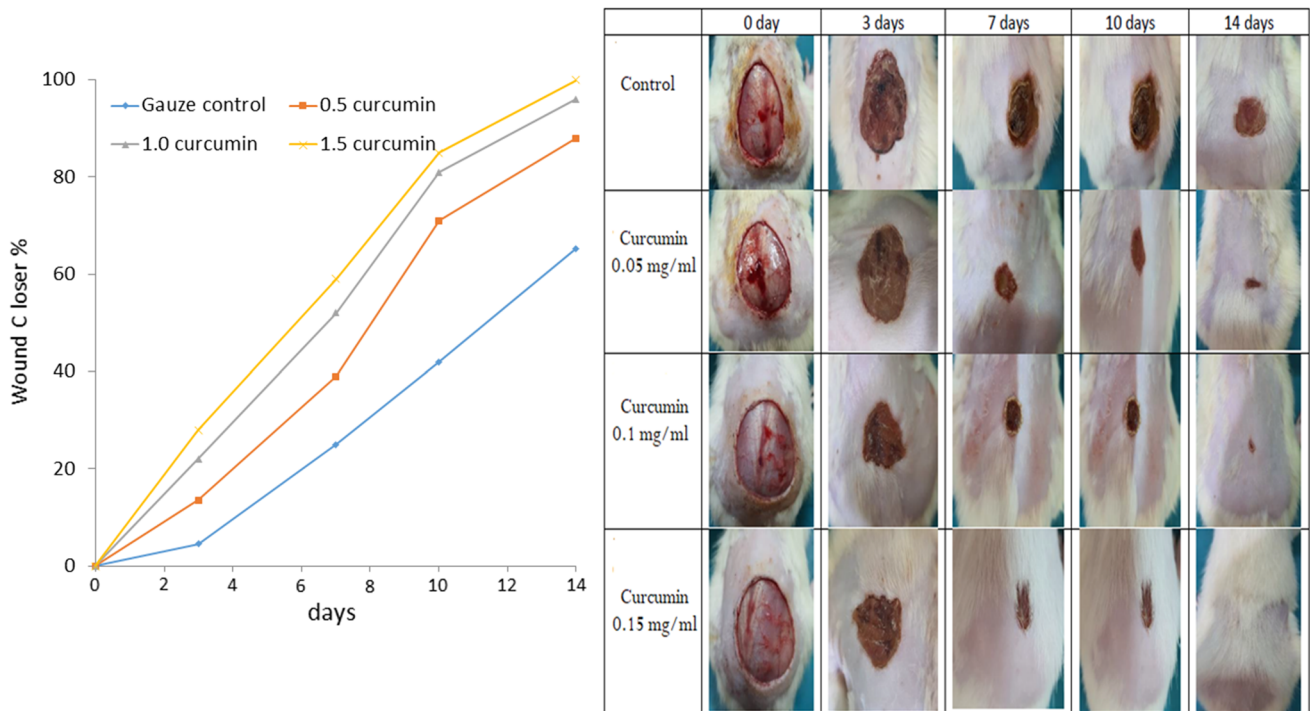 100
80
60
40
20
0
Wound C loser %
Gauze control
0.5 curcumin
1.0 curcumin
1.5 curcumin
0 2 4 6 8 10 12 14
days
0 day 3 days 7 days 10 days 14 days
Control
Curcumin
0.05 mg/ml
Curcumin
0.1 mg/ml
Curcumin
0.15 mg/ml